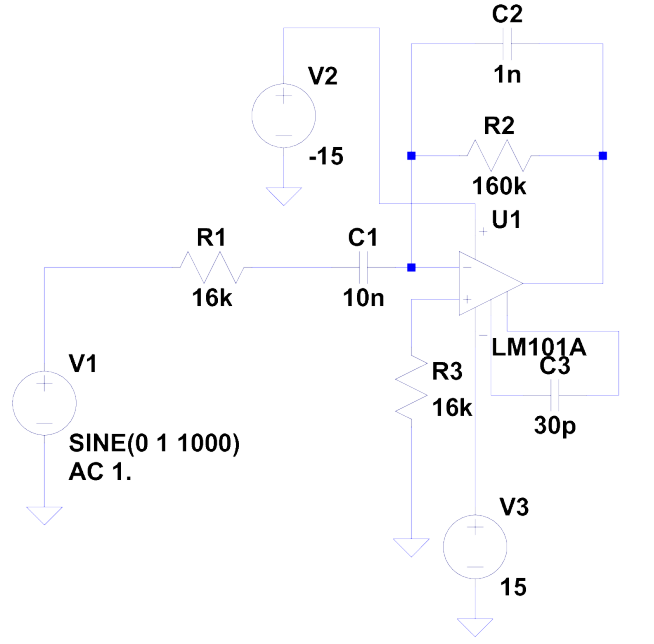 C2
1n
V2
-15
R2
160k
U1
R1
16k
C1
10n
LM101A
C3
30p
R3
16k
V1
SINE(0 1 1000)
AC 1.
V3
15